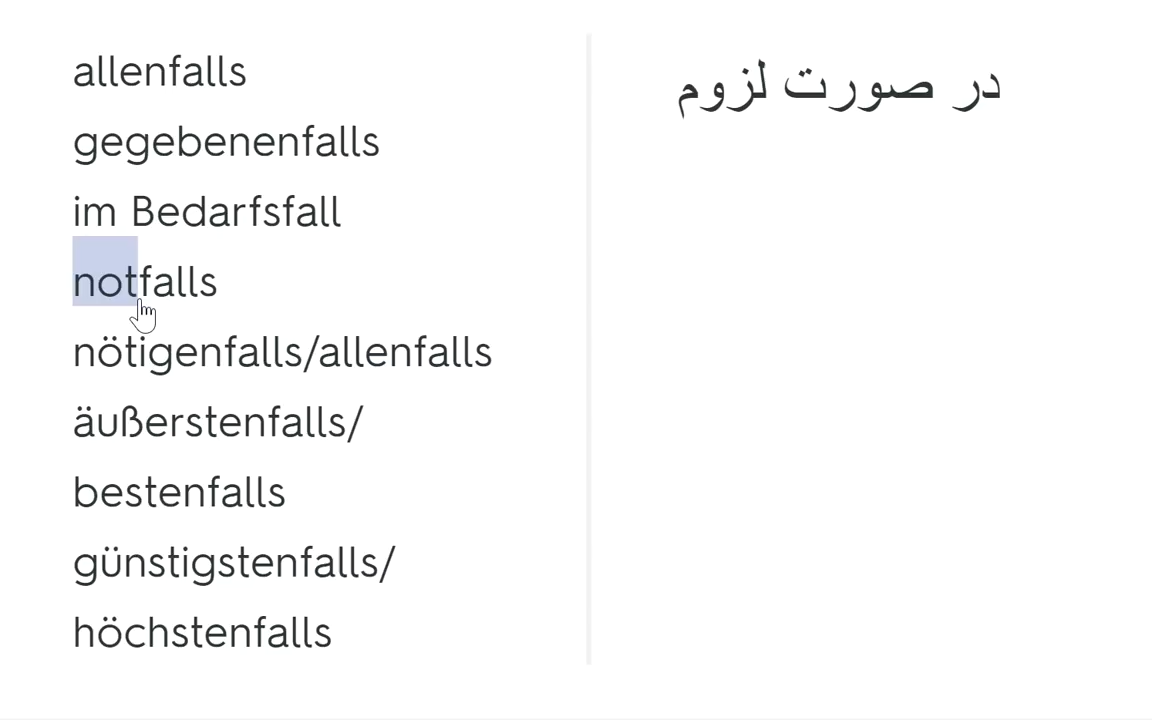 allenfalls
gegebenenfalls
im Bedarfsfall
notfalls
nötigenfalls/allenfalls
äußerstenfalls/
bestenfalls
günstigstenfalls/
höchstenfalls
در صورت لزوم